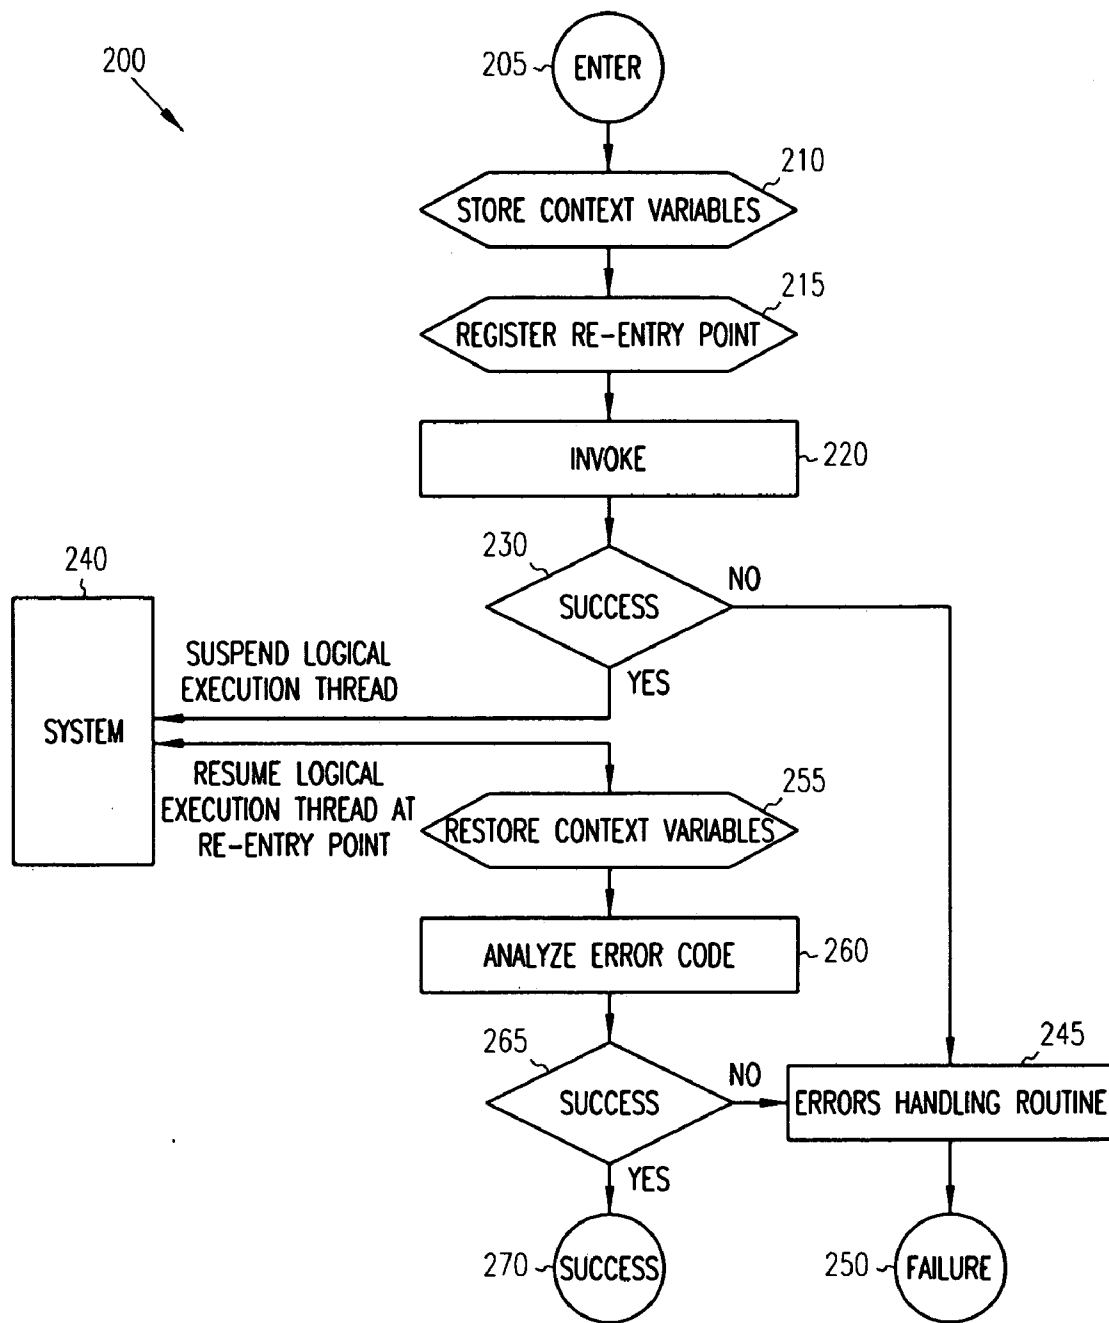 200
205
ENTER
210
STORE CONTEXT VARIABLES
215
REGISTER RE-ENTRY POINT
INVOKE
220
230
SUCCESS
NO
YES
240
SYSTEM
SUSPEND LOGICAL
EXECUTION THREAD
RESUME LOGICAL
EXECUTION THREAD AT
RE-ENTRY POINT
255
RESTORE CONTEXT VARIABLES
ANALYZE ERROR CODE
260
265
SUCCESS
NO
YES
245
ERRORS HANDLING ROUTINE
270
SUCCESS
250
FAILURE